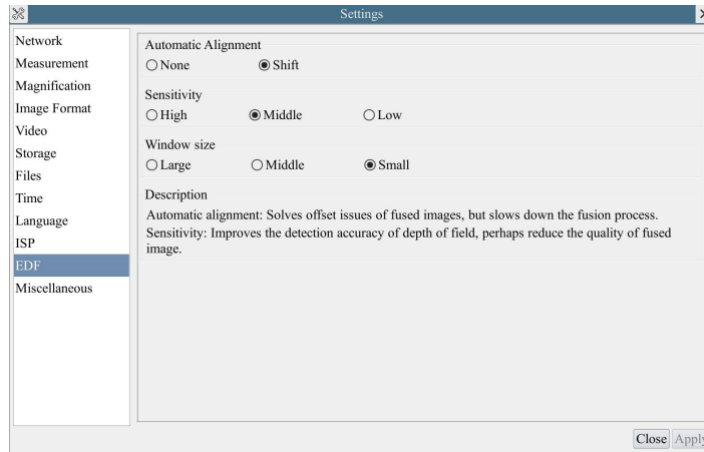 Settings
Network
Measurement
Magnification
Image Format
Video
Storage
Files
Time
Language
ISP
EDF
Miscellaneous
Automatic Alignment
None Shift
Sensitivity
High Middle Low
Window size
Large Middle Small
Description
Automatic alignment: Solves offset issues of fused images, but slows down the fusion process.
Sensitivity: Improves the detection accuracy of depth of field, perhaps reduce the quality of fused
image.
Close Apply